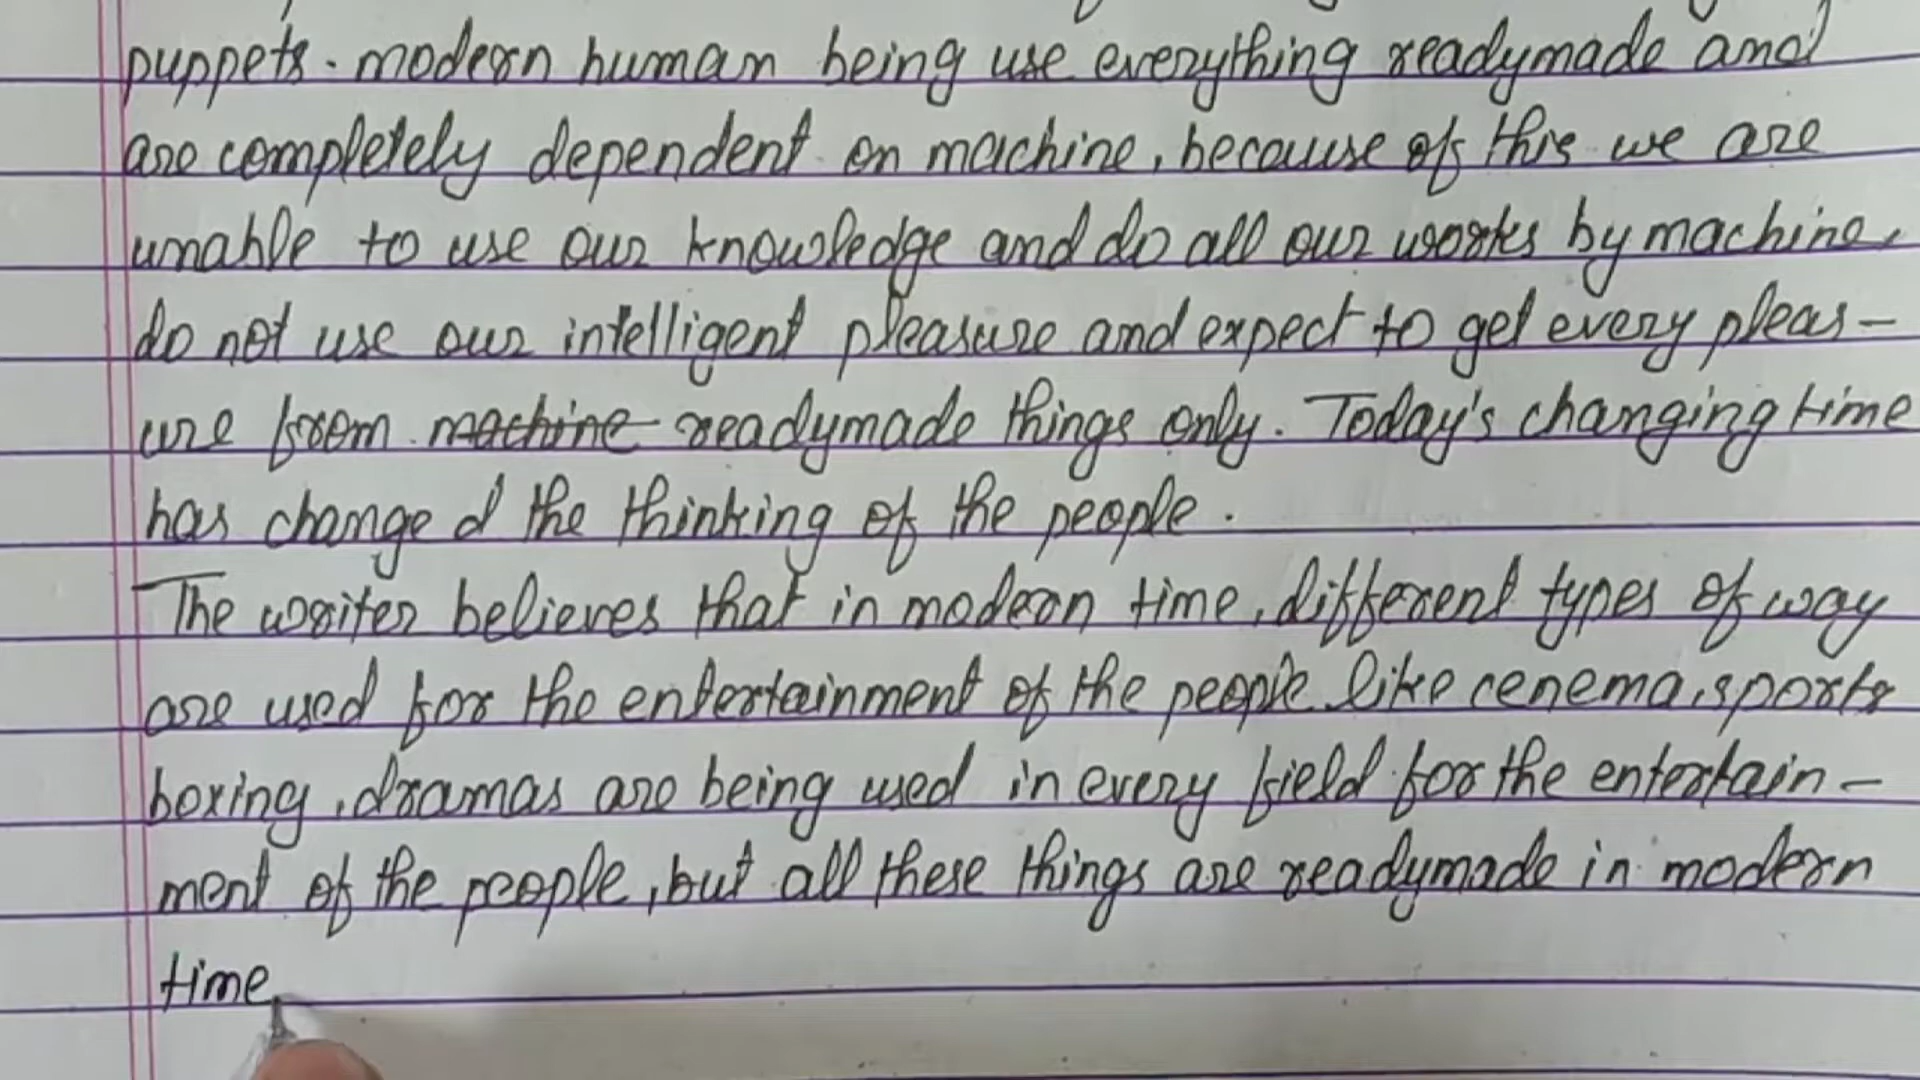 puppets. modern human being use everything readymade and
are completely dependent on machine, because of this we are
unable to use our knowledge and do all our works by machine,
do not use our intelligent pleasure and expect to get every pleas-
ure from machine readymade things only. Today's changing time
has changed the thinking of the people.
The writer believes that in modern time, different types of way
are used for the entertainment of the people like cenema, sports
boxing, dramas are being used in every field for the entertain-
ment of the people, but all these things are readymade in modern
time